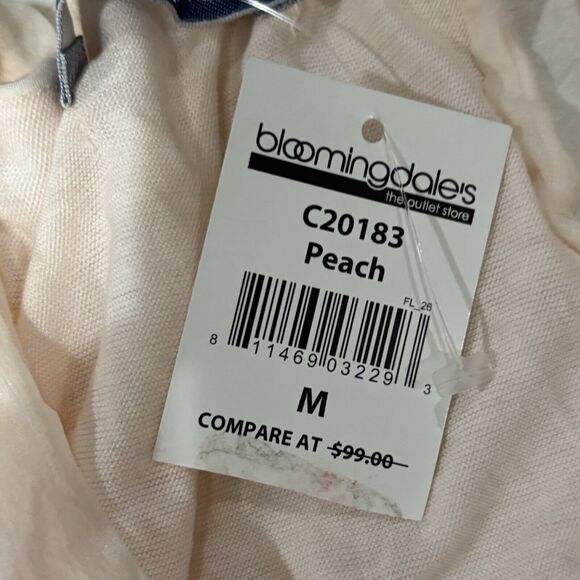 bloomingdale's
the outlet store
C20183
Peach
FL_26
8 11469 03229 3
M
COMPARE AT $99.00